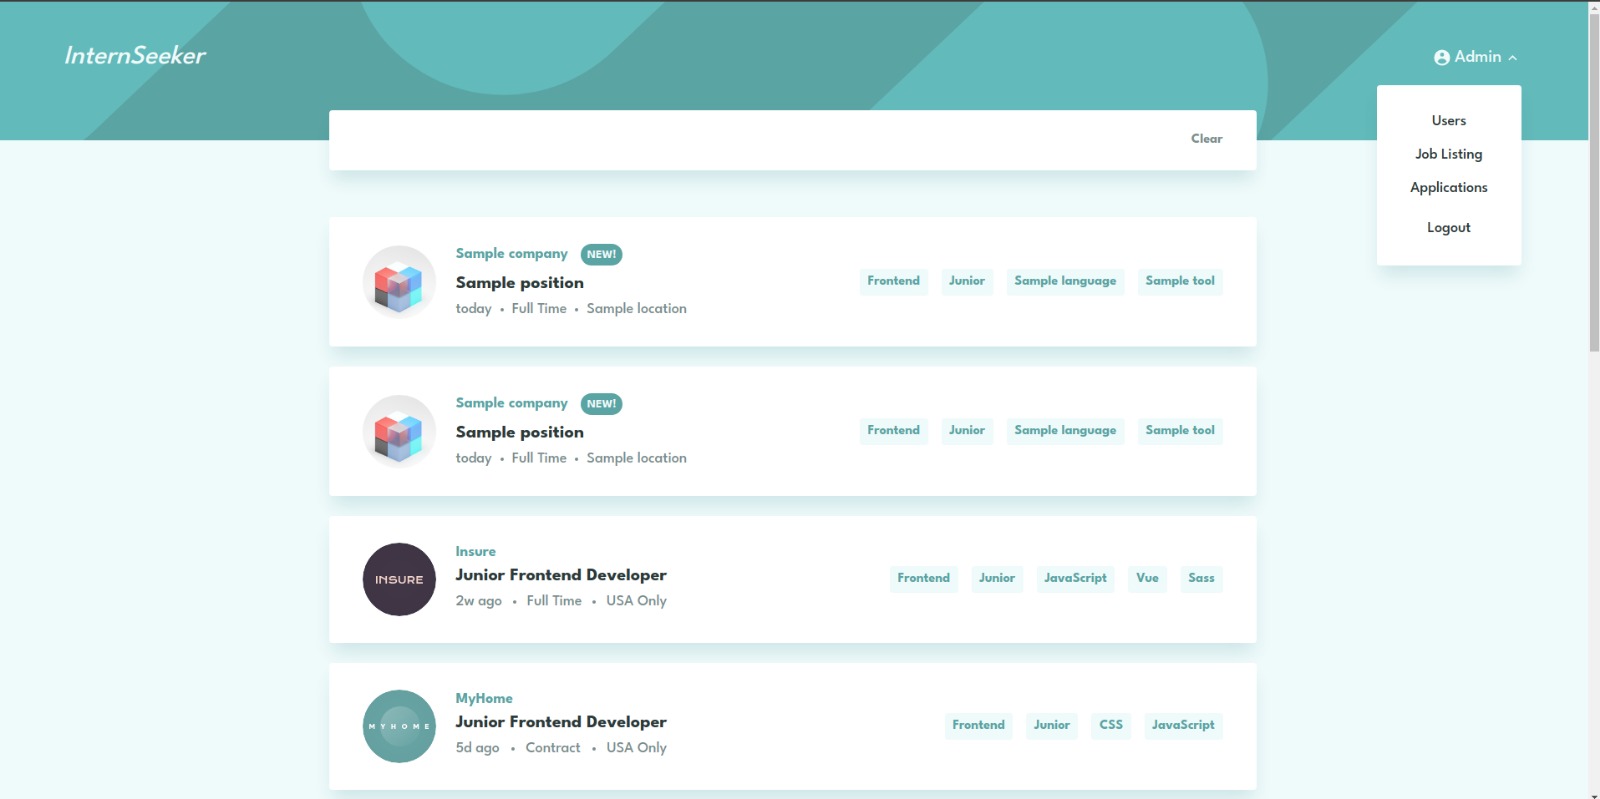 InternSeeker
Admin
Users
Job Listing
Applications
Logout
Clear
Sample company NEW!
Sample position
today • Full Time • Sample location
Frontend Junior Sample language Sample tool
Sample company NEW!
Sample position
today • Full Time • Sample location
Frontend Junior Sample language Sample tool
INSURE
Insure
Junior Frontend Developer
2w ago • Full Time • USA Only
Frontend Junior JavaScript Vue Sass
MYHOME
MyHome
Junior Frontend Developer
5d ago • Contract • USA Only
Frontend Junior CSS JavaScript